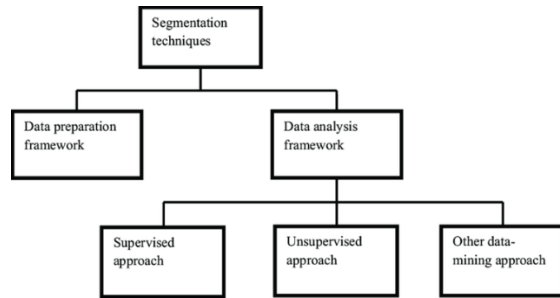 Segmentation
techniques
Data preparation
framework
Data analysis
framework
Supervised
approach
Unsupervised
approach
Other data-
mining approach